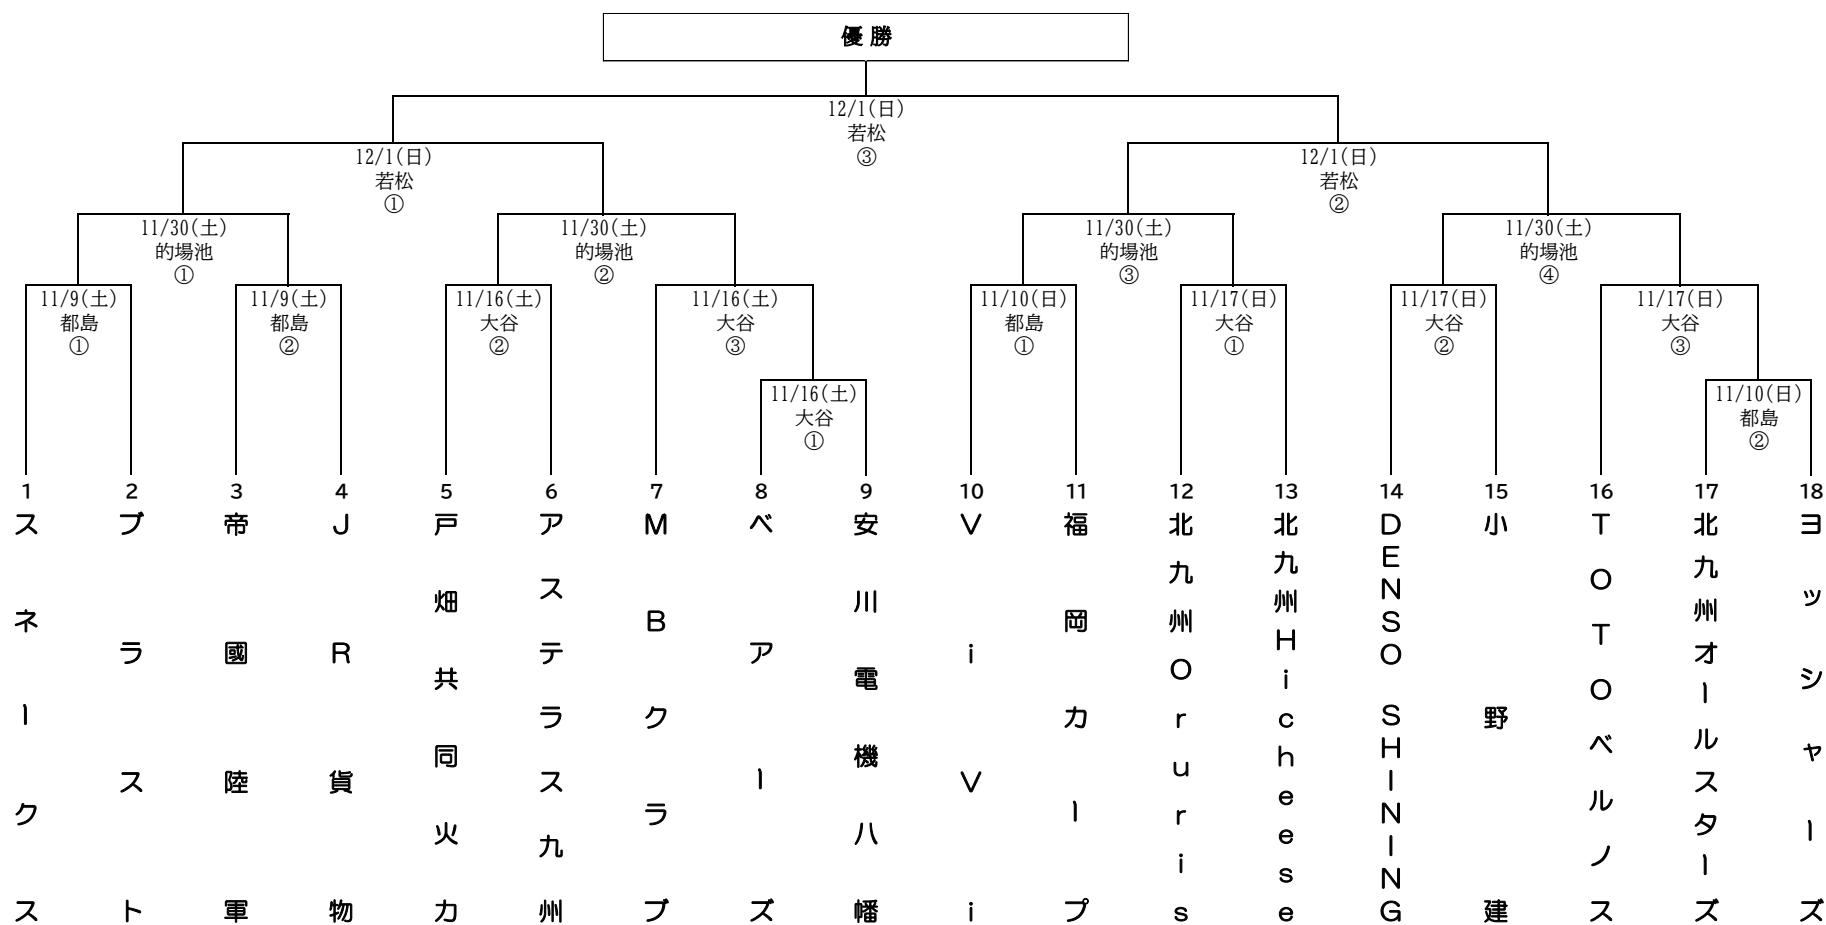 優 勝
12/1(日)
若松
③
12/1(日)
若松
①
12/1(日)
若松
②
11/30(土)
的場池
①
11/30(土)
的場池
②
11/30(土)
的場池
③
11/30(土)
的場池
④
11/9(土)
都島
①
11/9(土)
都島
②
11/16(土)
大谷
②
11/16(土)
大谷
③
11/10(日)
都島
①
11/17(日)
大谷
①
11/17(日)
大谷
②
11/17(日)
大谷
③
11/16(土)
大谷
①
11/10(日)
都島
②
1
スネークス
2
ブラスト
3
帝國陸軍
4
JR貨物
5
戸畑共同火力
6
アステラス九州
7
MBクラブ
8
ベアーズ
9
安川電機八幡
10
ViVi
11
福岡カープ
12
北九州Oruris
13
北九州Hicheese
14
DENSO SHINING
15
小野建
16
TOTOベルノス
17
北九州オールスターズ
18
ヨッシャーズ